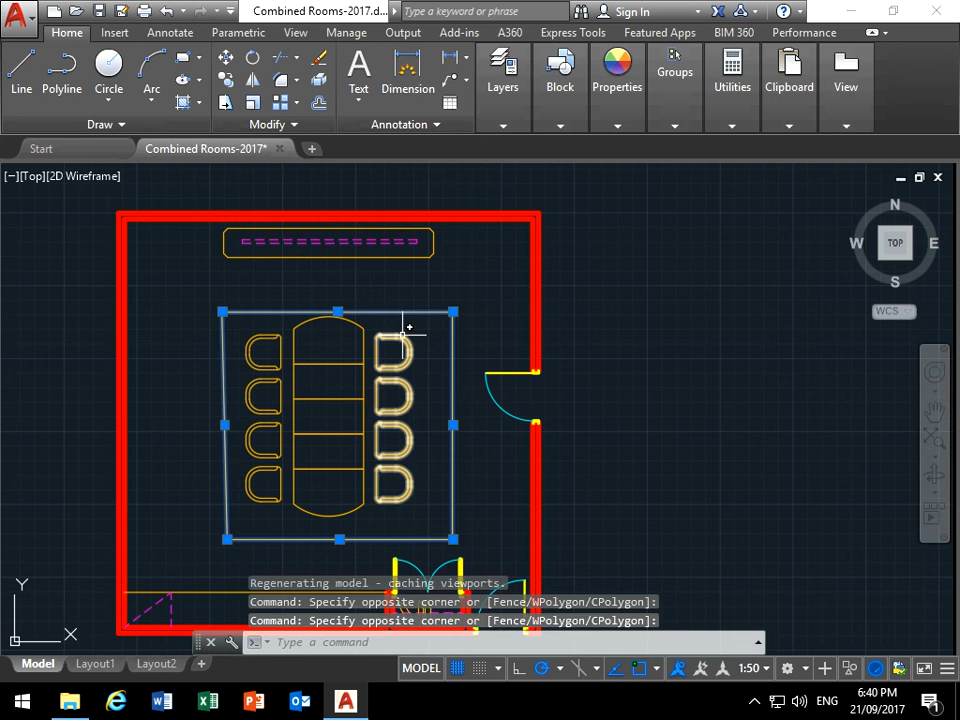 Combined Rooms-2017.d...
Type a keyword or phrase
Sign In
Home Insert Annotate Parametric View Manage Output Add-ins A360 Express Tools Featured Apps BIM 360 Performance
Line Polyline Circle Arc
Text Dimension
Layers Block Properties Groups Utilities Clipboard View
Draw Modify Annotation
Start Combined Rooms-2017*
[−][Top][2D Wireframe]
N
W TOP E
S
WCS
Y
X
Regenerating model - caching viewports.
Command: Specify opposite corner or [Fence/WPolygon/CPolygon]:
Command: Specify opposite corner or [Fence/WPolygon/CPolygon]:
Type a command
Model Layout1 Layout2 +
MODEL 1:50
ENG
6:40 PM
21/09/2017
1